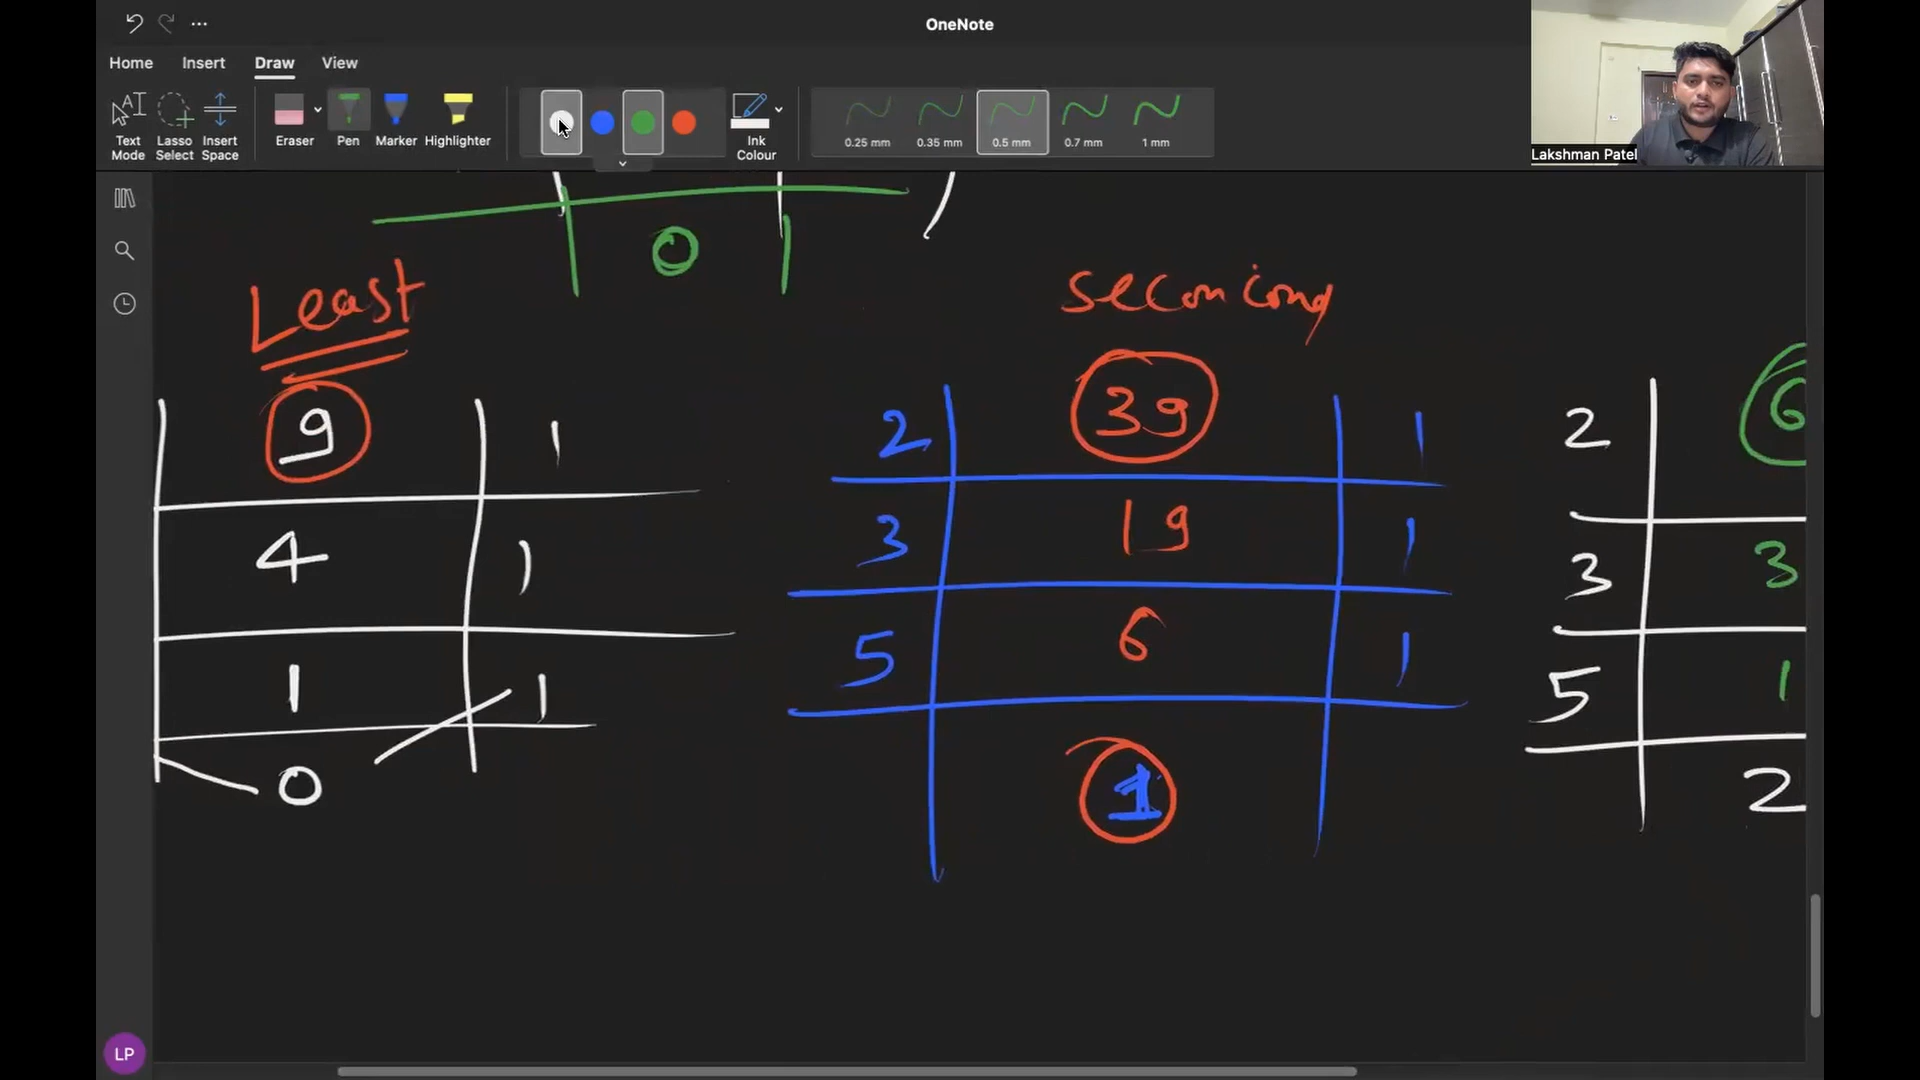 OneNote
Home Insert Draw View
Text Mode
Lasso Select
Insert Space
Eraser
Pen
Marker
Highlighter
Ink Colour
0.25 mm
0.35 mm
0.5 mm
0.7 mm
1 mm
Lakshman Patel
0
Least
9 1
4 1
1 1
0
2 39 1
3 19 1
5 6 1
1
2 6
3 3
5 1
2
LP